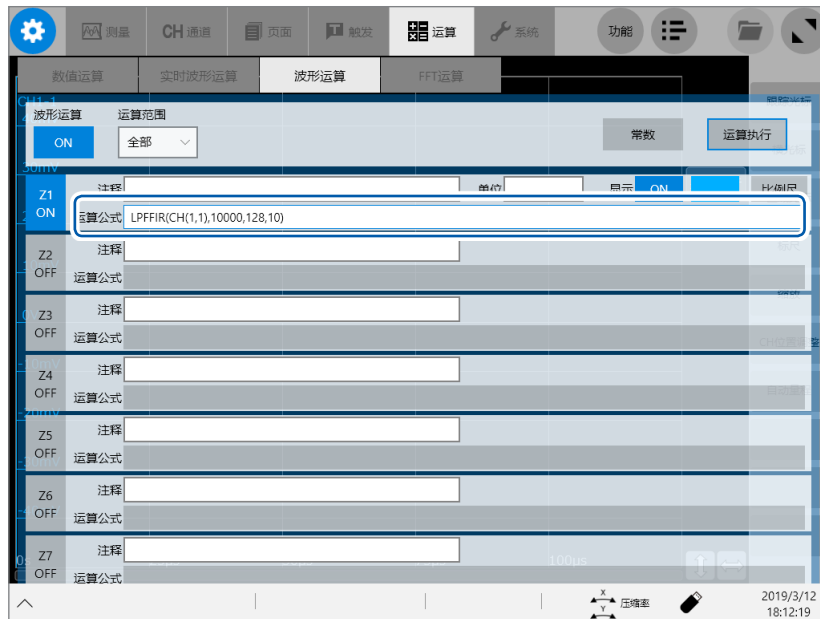 测量 CH 通道 页面 触发 运算 系统 功能
数值运算 实时波形运算 波形运算 FFT运算
CH1-1
波形运算 运算范围
ON 全部 常数 运算执行
Z1 ON 注释 单位 显示 ON 比例尺
运算公式 LPFFIR(CH(1,1),10000,128,10)
Z2 OFF 注释
运算公式
Z3 OFF 注释
运算公式
Z4 OFF 注释
运算公式
Z5 OFF 注释
运算公式
Z6 OFF 注释
运算公式
Z7 OFF 注释
100μs
运算公式
X Y 压缩率 2019/3/12
18:12:19